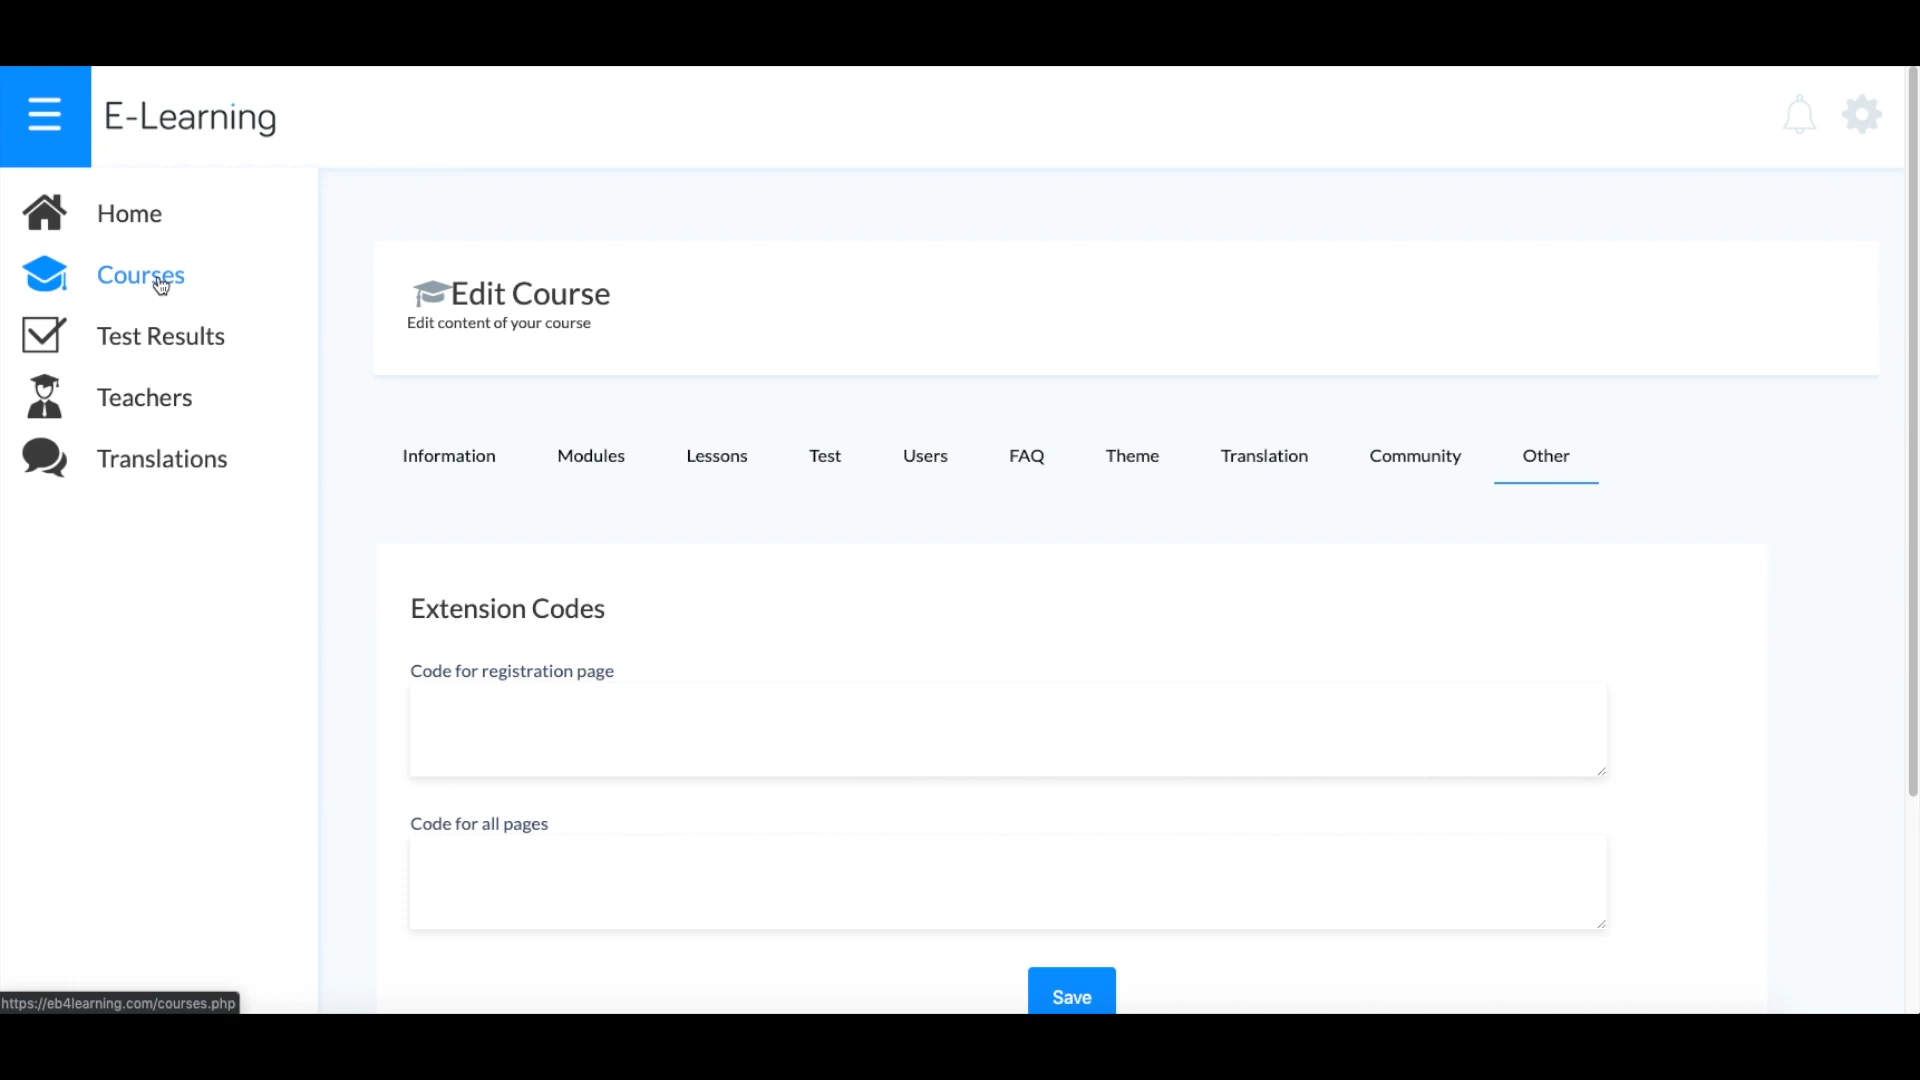 E-Learning
Home
Courses
Test Results
Teachers
Translations
Edit Course
Edit content of your course
Information Modules Lessons Test Users FAQ Theme Translation Community Other
Extension Codes
Code for registration page
Code for all pages
Save
https://eb4learning.com/courses.php